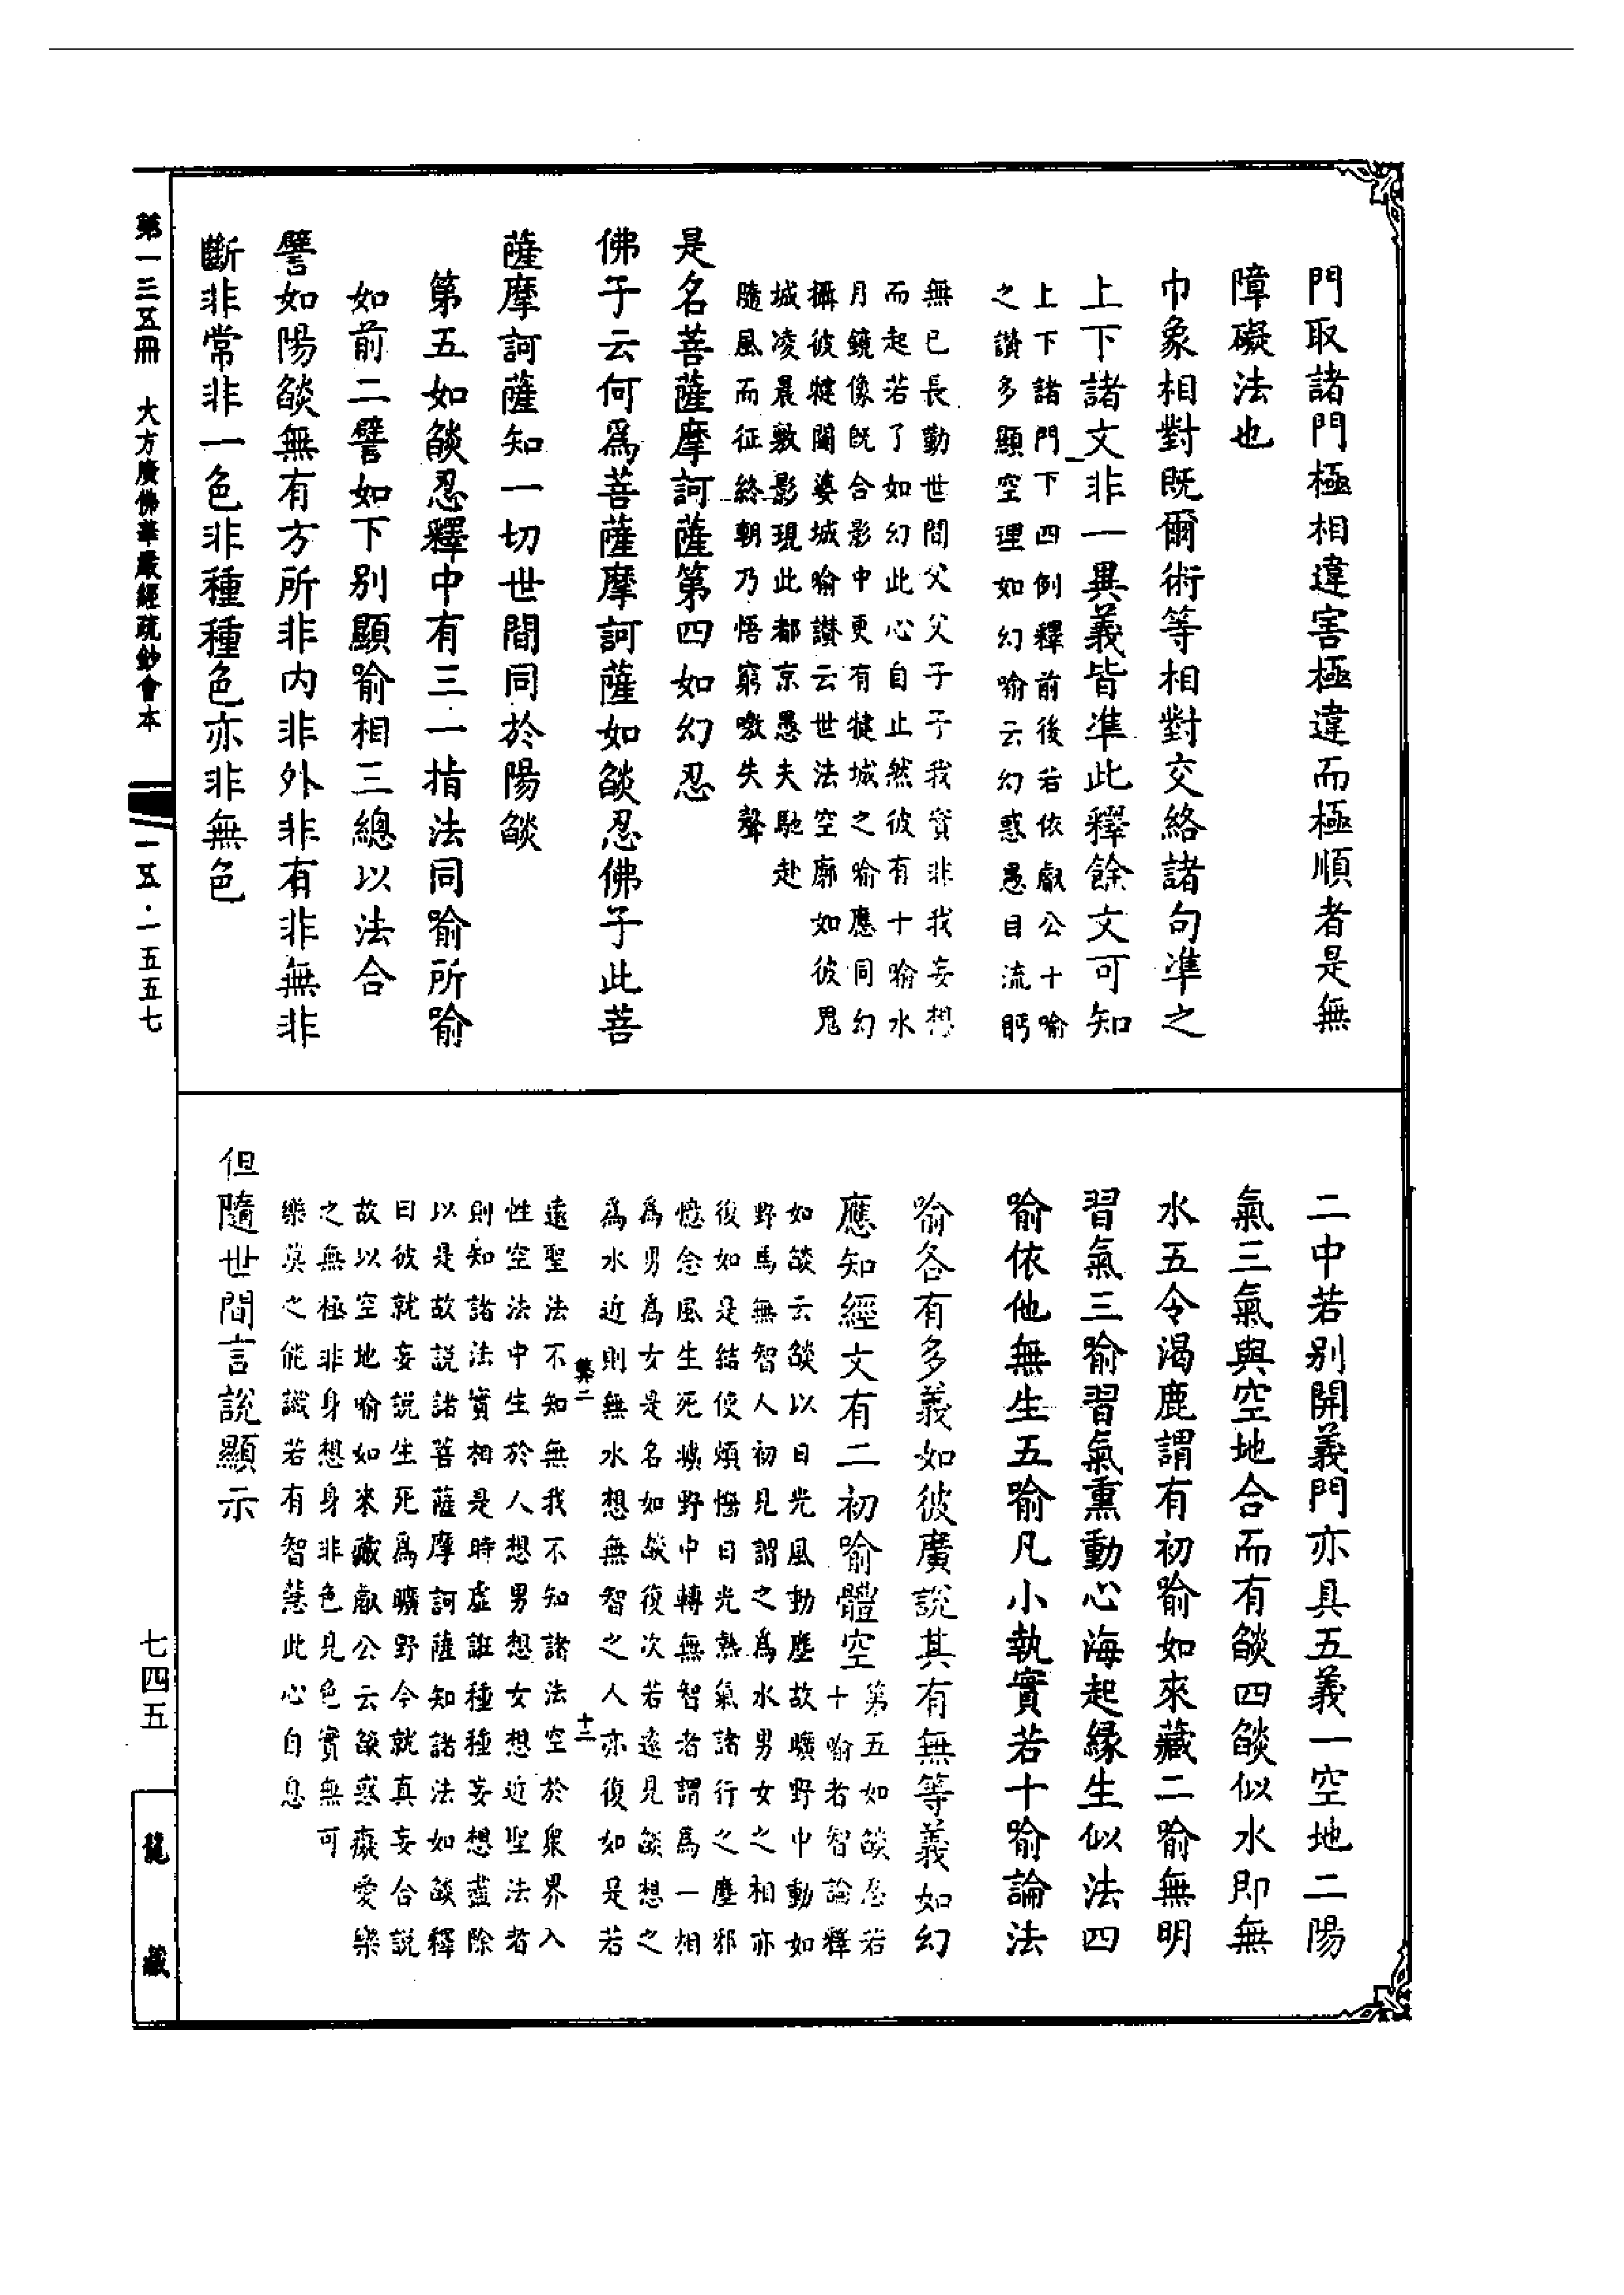 門取諸門極相違害極違而極順者是無
障礙法也
巾象相對既爾術等相對交絡諸句準之
上下諸文非一異義皆準此釋餘文可知
上下諸門下四例釋前後若依㲉公十喻
之讚多顯空理如幻喻云幻惑愚目流眄
無已長勤世間父父子子我實非我妄想
而起若了如幻此心自止然彼有十喻水
月鏡像既合影中更有犍城之喻應同幻
攝彼犍闥婆城喻讃云世法空廓如彼鬼
城凌晨敷影現此都京愚夫馳赴
隨風而征終朝乃悟窮噭失聲
是名菩薩摩訶薩第四如幻忍
佛子云何爲菩薩摩訶薩如燄忍佛子此菩
薩摩訶薩知一切世間同於陽燄
第五如燄忍釋中有三一指法同喻所喻
如前二譬如下別顯喻相三總以法合
譬如陽燄無有方所非內非外非有非無非
斷非常非一色非種種色亦非無色
第一三五冊 大方廣佛華嚴經疏鈔會本 一五·一五五七
二中若別開義門亦具五義一空地二陽
氣三氣與空地合而有燄四燄似水即無
水五令渴鹿謂有初喻如來藏二喻無明
習氣三喻習氣熏動心海起緣生似法四
喻依他無生五喻凡小執實若十喻論法
喻各有多義如彼廣說其有無等義如幻
應知經文有二初喻體空
第五如燄忍若
十喻者智論釋
如燄云燄以日光風動塵故曠野中動如
野馬無智人初見謂之爲水男女之相亦
復如是結使煩惱日光熱氣諸行之塵邪
憶念風生死曠野中轉無智者謂爲一相
爲男爲女是名如燄復次若遠見燄想之
爲水近則無水想無智之人亦復如是若
龔二 十二
遠聖法不知無我不知諸法空於衆界入
性空法中生於人想男想女想近聖法者
則知諸法實相是時虛誑種種妄想盡除
以是故說諸菩薩摩訶薩知諸法如燄釋
曰彼就妄說生死爲曠野今就真妄合說
故以空地喻如來藏㲉公云燄惑癡愛樂
之無極非身想身非色見色實無可
樂莫之能識若有智慧此心自息
但隨世間言說顯示
七四五
龍藏